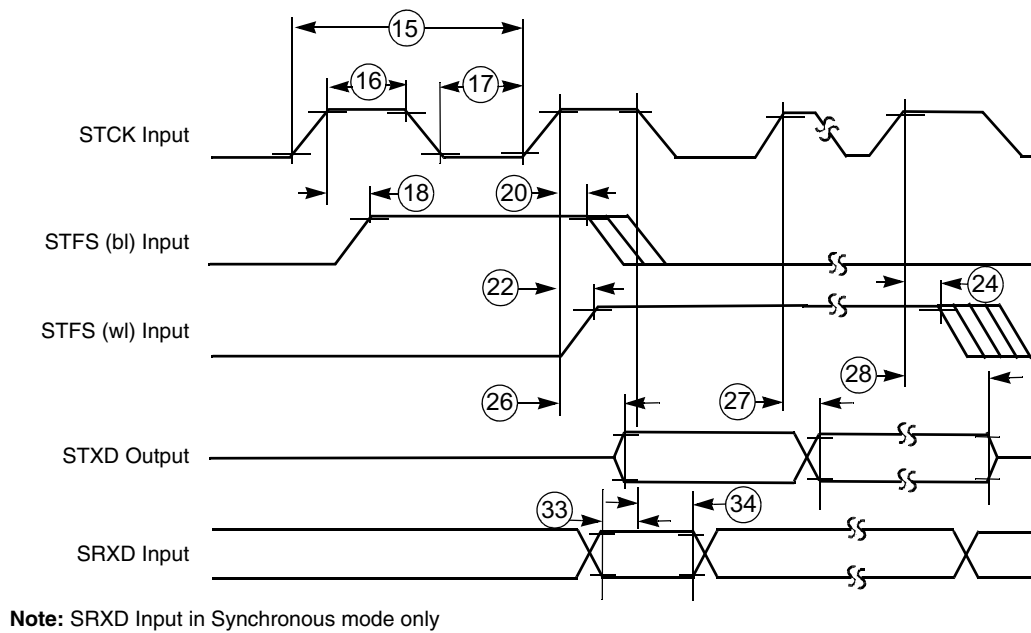 15
16
17
STCK Input
18
20
STFS (bl) Input
22
24
STFS (wl) Input
26
27
28
STXD Output
33
34
SRXD Input
Note: SRXD Input in Synchronous mode only